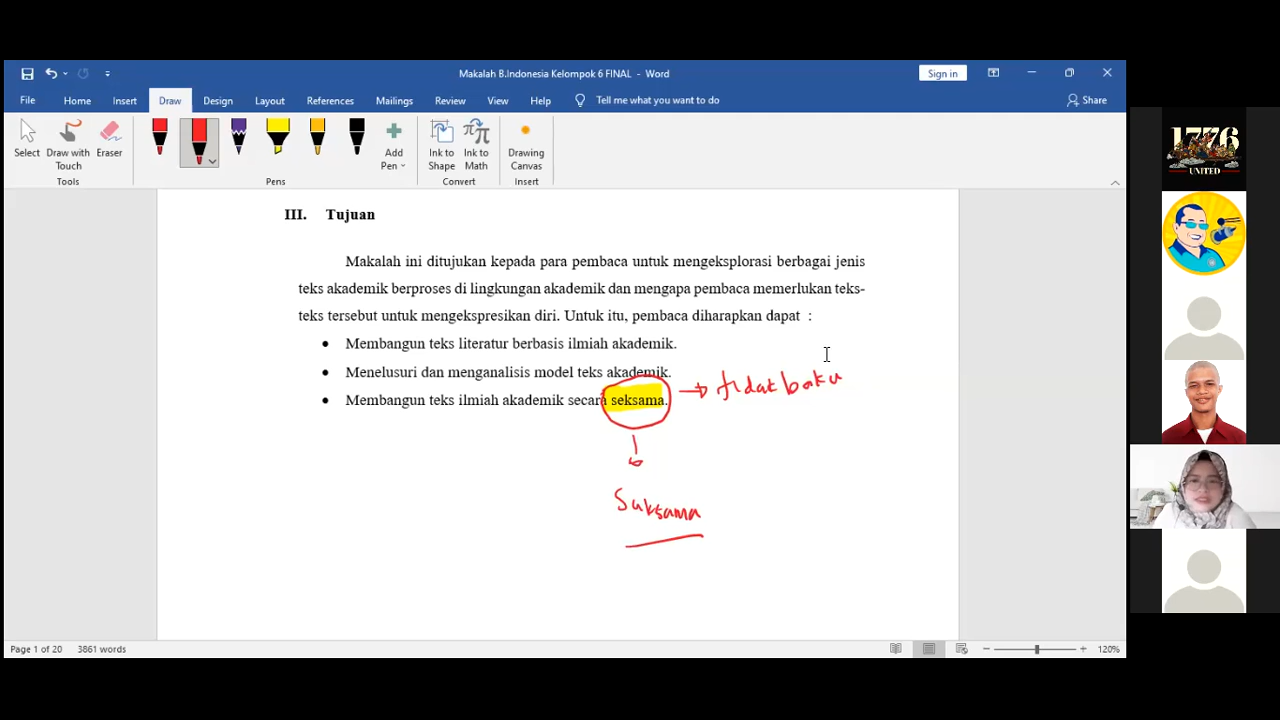 Makalah B.Indonesia Kelompok 6 FINAL - Word
Sign in
File Home Insert Draw Design Layout References Mailings Review View Help Tell me what you want to do Share
Select
Draw with Touch
Eraser
Add Pen
Ink to Shape
Ink to Math
Drawing Canvas
Tools
Pens
Convert
Insert
III. Tujuan
Makalah ini ditujukan kepada para pembaca untuk mengeksplorasi berbagai jenis
teks akademik berproses di lingkungan akademik dan mengapa pembaca memerlukan teks-
teks tersebut untuk mengekspresikan diri. Untuk itu, pembaca diharapkan dapat :
• Membangun teks literatur berbasis ilmiah akademik.
• Menelusuri dan menganalisis model teks akademik.
• Membangun teks ilmiah akademik secara seksama.
→ tidak baku
Saksama
Page 1 of 20 3861 words
120%
1776
UNITED